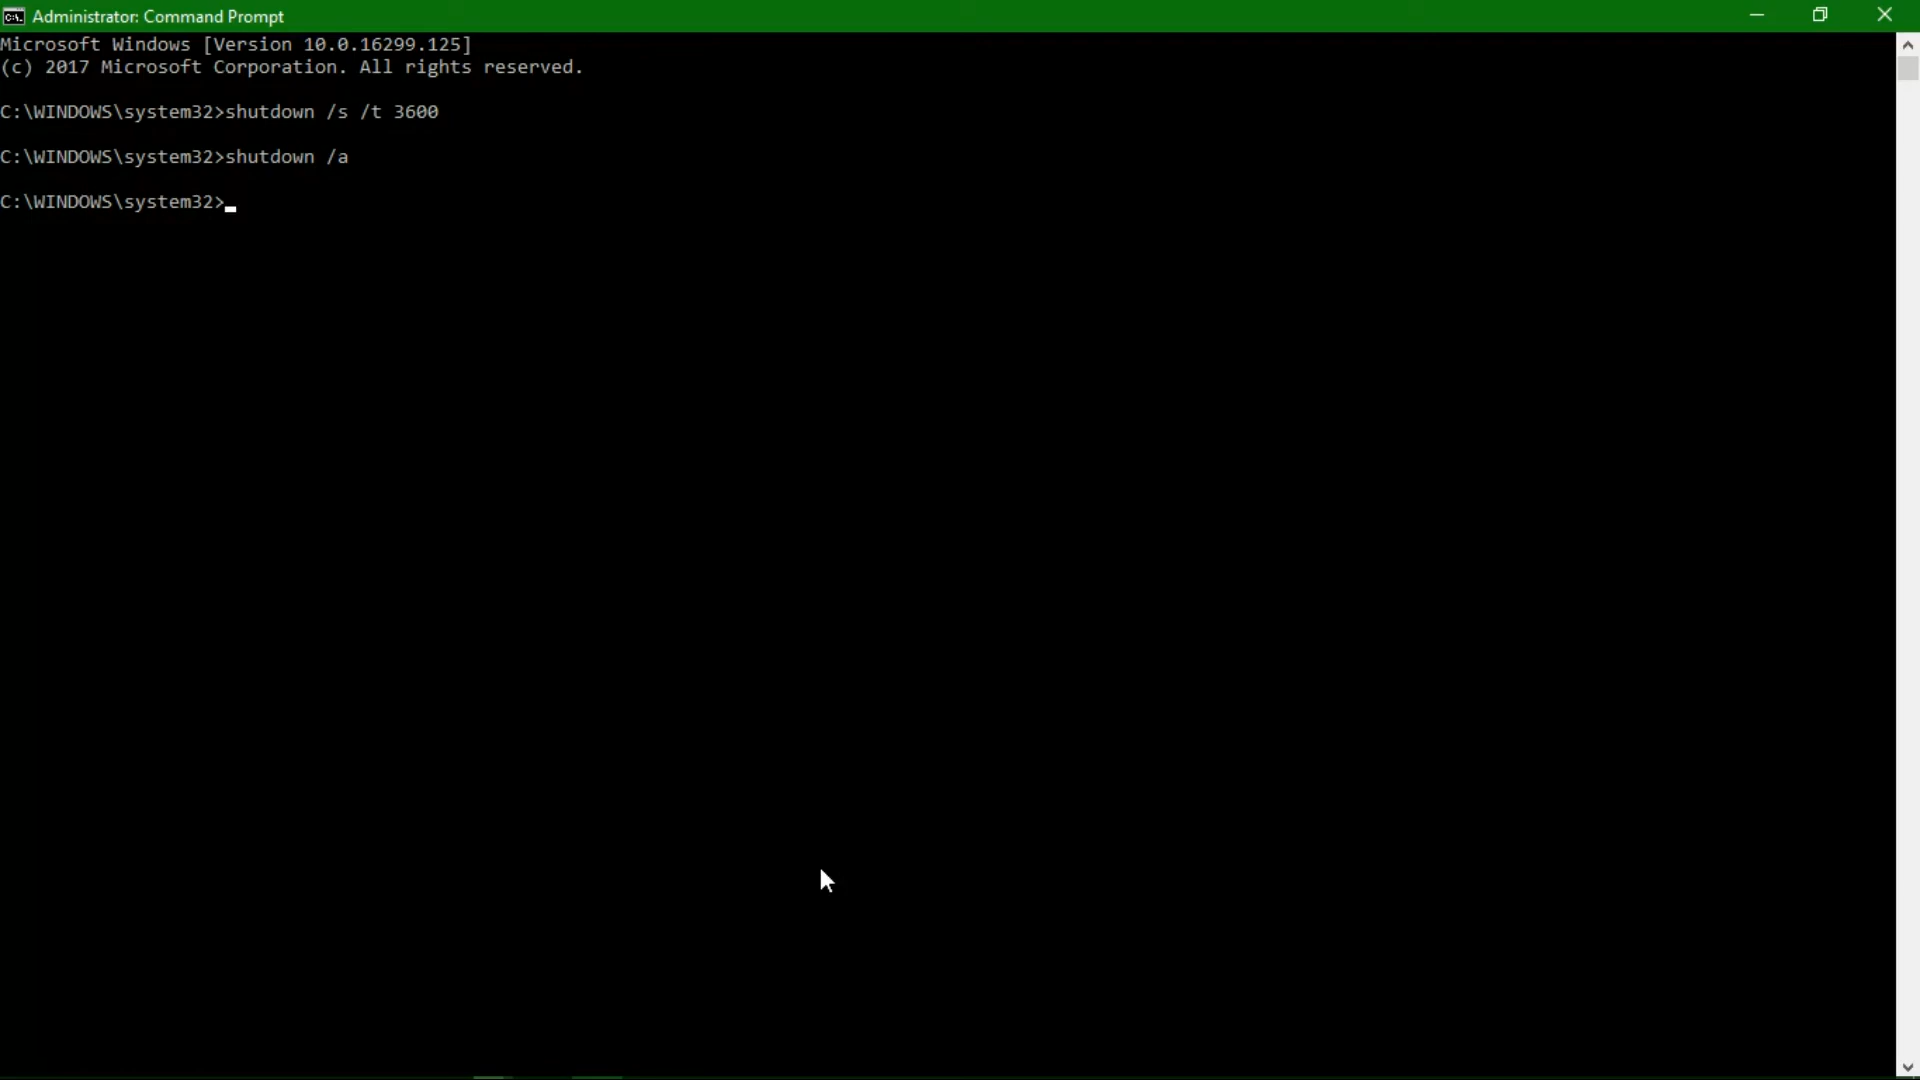 Administrator: Command Prompt
Microsoft Windows [Version 10.0.16299.125]
(c) 2017 Microsoft Corporation. All rights reserved.
C:\WINDOWS\system32>shutdown /s /t 3600
C:\WINDOWS\system32>shutdown /a
C:\WINDOWS\system32>